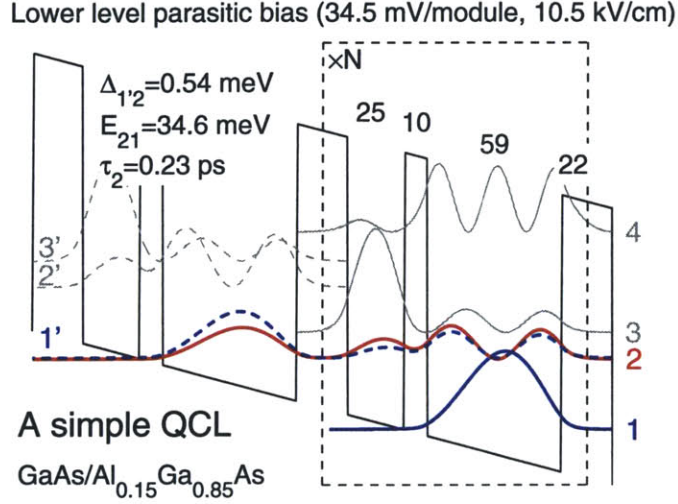 Lower level parasitic bias (34.5 mV/module, 10.5 kV/cm)
×N
Δ1'2=0.54 meV
E21=34.6 meV
τ2=0.23 ps
25
10
59
22
3'
2'
1'
4
3
2
1
A simple QCL
GaAs/Al0.15Ga0.85As